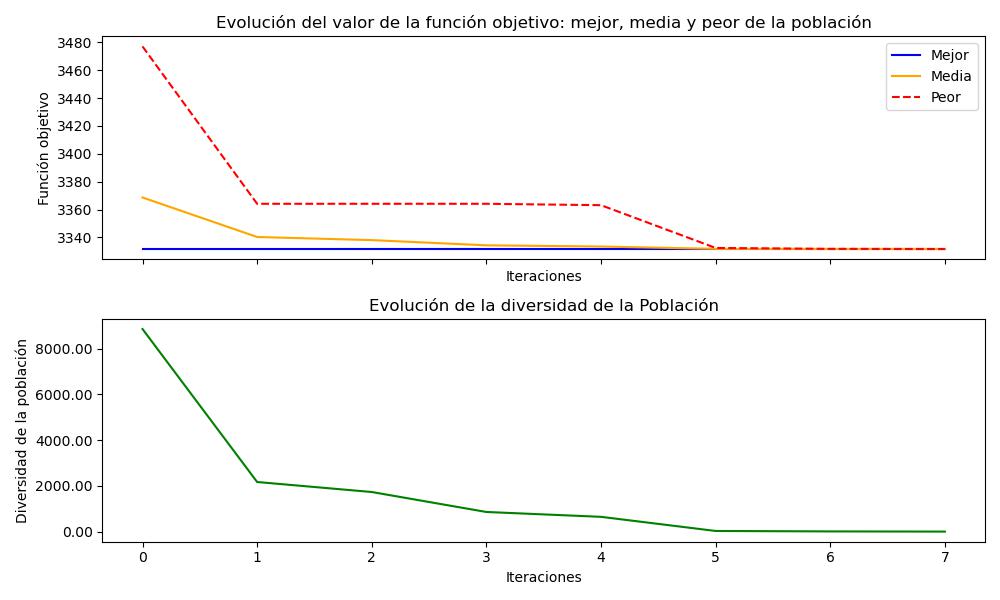 Evolución del valor de la función objetivo: mejor, media y peor de la población
3480
3460
3440
3420
3400
3380
3360
3340
Función objetivo
Mejor
Media
Peor
Iteraciones
Evolución de la diversidad de la Población
8000.00
6000.00
4000.00
2000.00
0.00
Diversidad de la población
0 1 2 3 4 5 6 7
Iteraciones